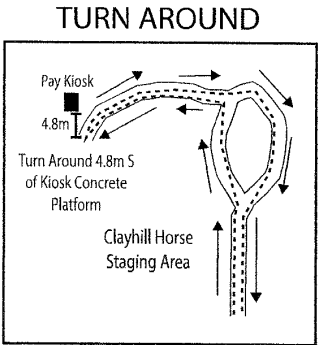 TURN AROUND
Pay Kiosk
4.8m
Turn Around 4.8m S
of Kiosk Concrete
Platform
Clayhill Horse
Staging Area